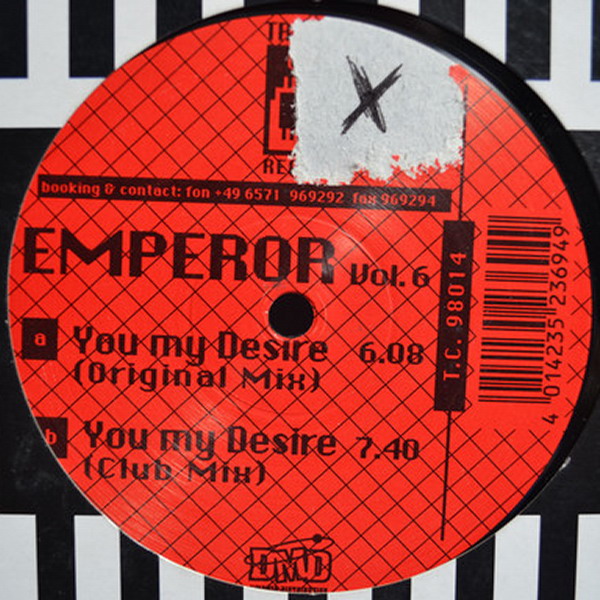 X
booking & contact: fon +49 6571 969292 fax 969294
EMPEROR Vol. 6
T.C. 98014
4 014235 236949
a You my Desire 6.08
(Original Mix)
b You my Desire 7.40
(Club Mix)
DMD